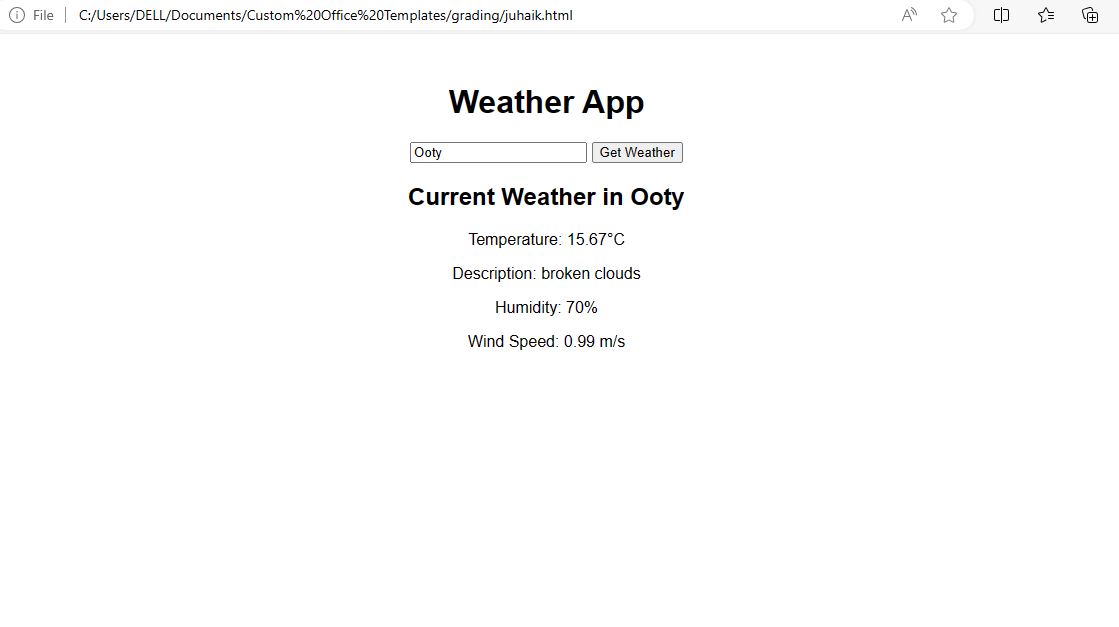 File C:/Users/DELL/Documents/Custom%20Office%20Templates/grading/juhaik.html
Weather App
Ooty Get Weather
Current Weather in Ooty
Temperature: 15.67°C
Description: broken clouds
Humidity: 70%
Wind Speed: 0.99 m/s